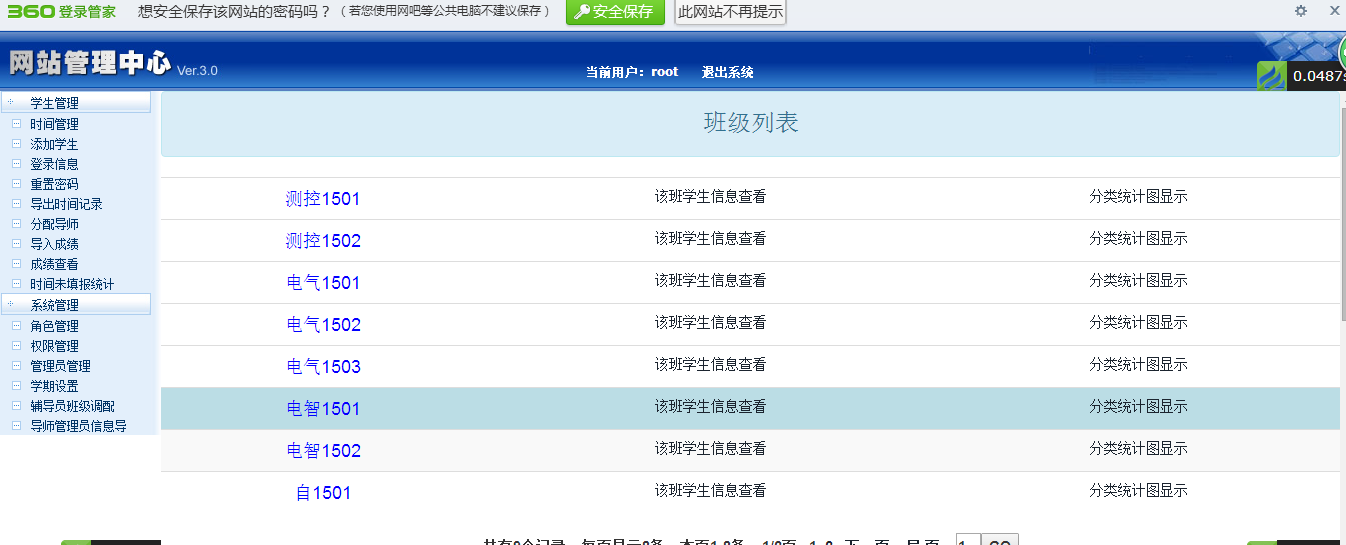 360 登录管家 想安全保存该网站的密码吗？（若您使用网吧等公共电脑不建议保存） 安全保存 此网站不再提示
网站管理中心 Ver.3.0 当前用户：root 退出系统
0.0487s
学生管理
时间管理
添加学生
登录信息
重置密码
导出时间记录
分配导师
导入成绩
成绩查看
时间未填报统计
系统管理
角色管理
权限管理
管理员管理
学期设置
辅导员班级调配
导师管理员信息导
班级列表
测控1501 该班学生信息查看 分类统计图显示
测控1502 该班学生信息查看 分类统计图显示
电气1501 该班学生信息查看 分类统计图显示
电气1502 该班学生信息查看 分类统计图显示
电气1503 该班学生信息查看 分类统计图显示
电智1501 该班学生信息查看 分类统计图显示
电智1502 该班学生信息查看 分类统计图显示
自1501 该班学生信息查看 分类统计图显示